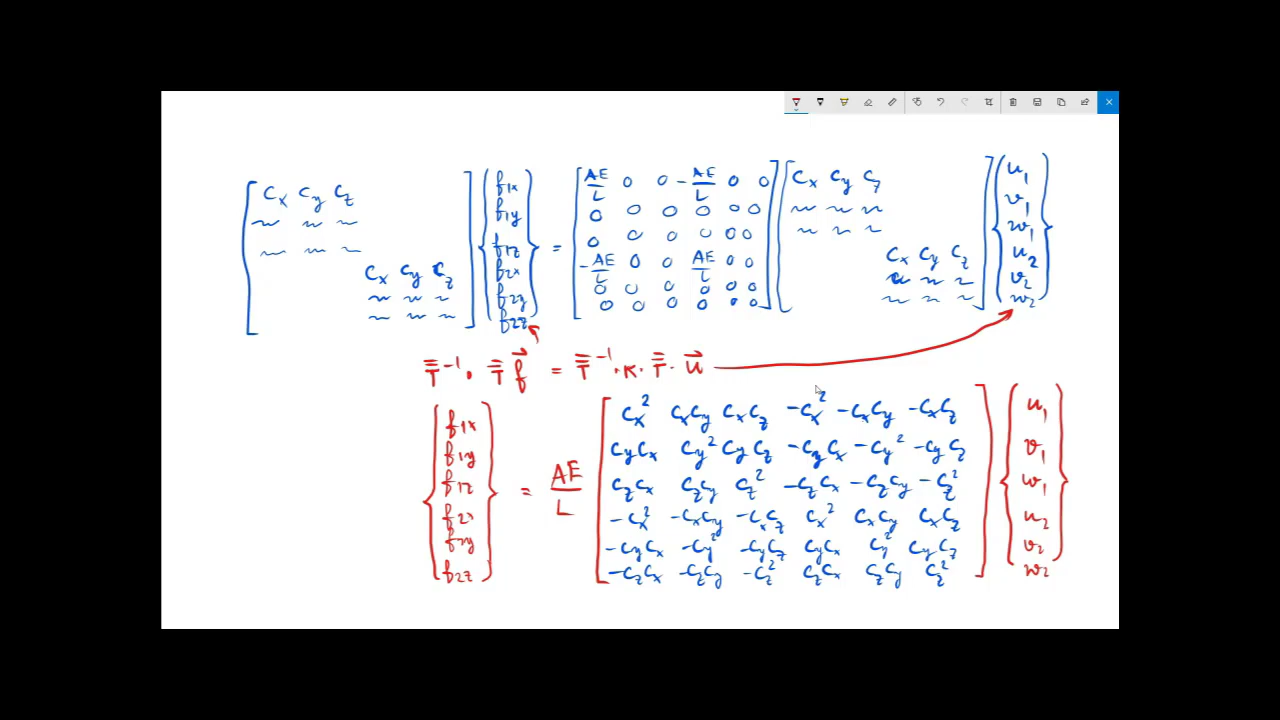 [Cx Cy Cz ~ ~ ~ ~ ~ ~ Cx Cy Cz ~ ~ ~ ~ ~ ~] {f1x f1y f1z f2x f2y f2z} = [AE/L 0 0 -AE/L 0 0
0 0 0 0 0 0
0 0 0 0 0 0
-AE/L 0 0 AE/L 0 0
0 0 0 0 0 0
0 0 0 0 0 0] [Cx Cy Cz ~ ~ ~ ~ ~ ~ Cx Cy Cz ~ ~ ~ ~ ~ ~] {u1 v1 w1 u2 v2 w2}
T^-1 · T f = T^-1 · K · T · u
{f1x f1y f1z f2x f2y f2z} = AE/L
[Cx² CxCy CxCz -Cx² -CxCy -CxCz
CyCx Cy² CyCz -CyCx -Cy² -CyCz
CzCx CzCy Cz² -CzCx -CzCy -Cz²
-Cx² -CxCy -CxCz Cx² CxCy CxCz
-CyCx -Cy² -CyCz CyCx Cy² CyCz
-CzCx -CzCy -Cz² CzCx CzCy Cz²] {u1 v1 w1 u2 v2 w2}